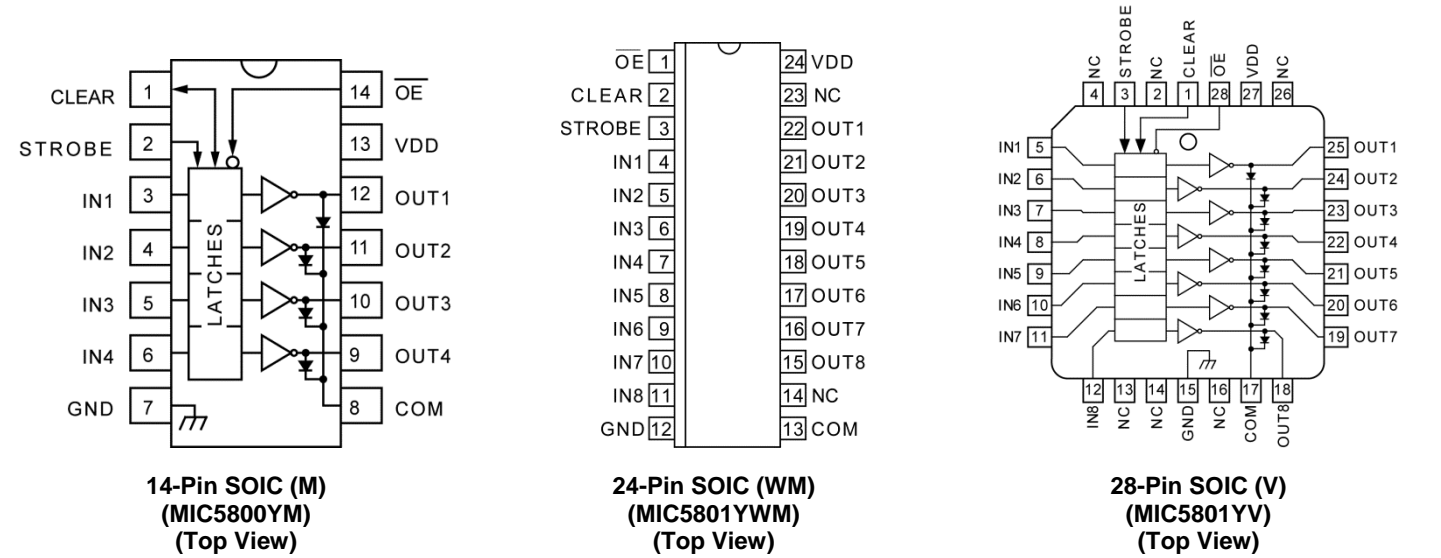 CLEAR 1 14 OE
STROBE 2 13 VDD
IN1 3 12 OUT1
IN2 4 11 OUT2
IN3 5 10 OUT3
IN4 6 9 OUT4
GND 7 8 COM
LATCHES
14-Pin SOIC (M)
(MIC5800YM)
(Top View)
OE 1 24 VDD
CLEAR 2 23 NC
STROBE 3 22 OUT1
IN1 4 21 OUT2
IN2 5 20 OUT3
IN3 6 19 OUT4
IN4 7 18 OUT5
IN5 8 17 OUT6
IN6 9 16 OUT7
IN7 10 15 OUT8
IN8 11 14 NC
GND 12 13 COM
24-Pin SOIC (WM)
(MIC5801YWM)
(Top View)
NC STROBE NC CLEAR OE VDD NC
4 3 2 1 28 27 26
IN1 5 25 OUT1
IN2 6 24 OUT2
IN3 7 23 OUT3
IN4 8 22 OUT4
IN5 9 21 OUT5
IN6 10 20 OUT6
IN7 11 19 OUT7
LATCHES
12 13 14 15 16 17 18
IN8 NC NC GND NC COM OUT8
28-Pin SOIC (V)
(MIC5801YV)
(Top View)